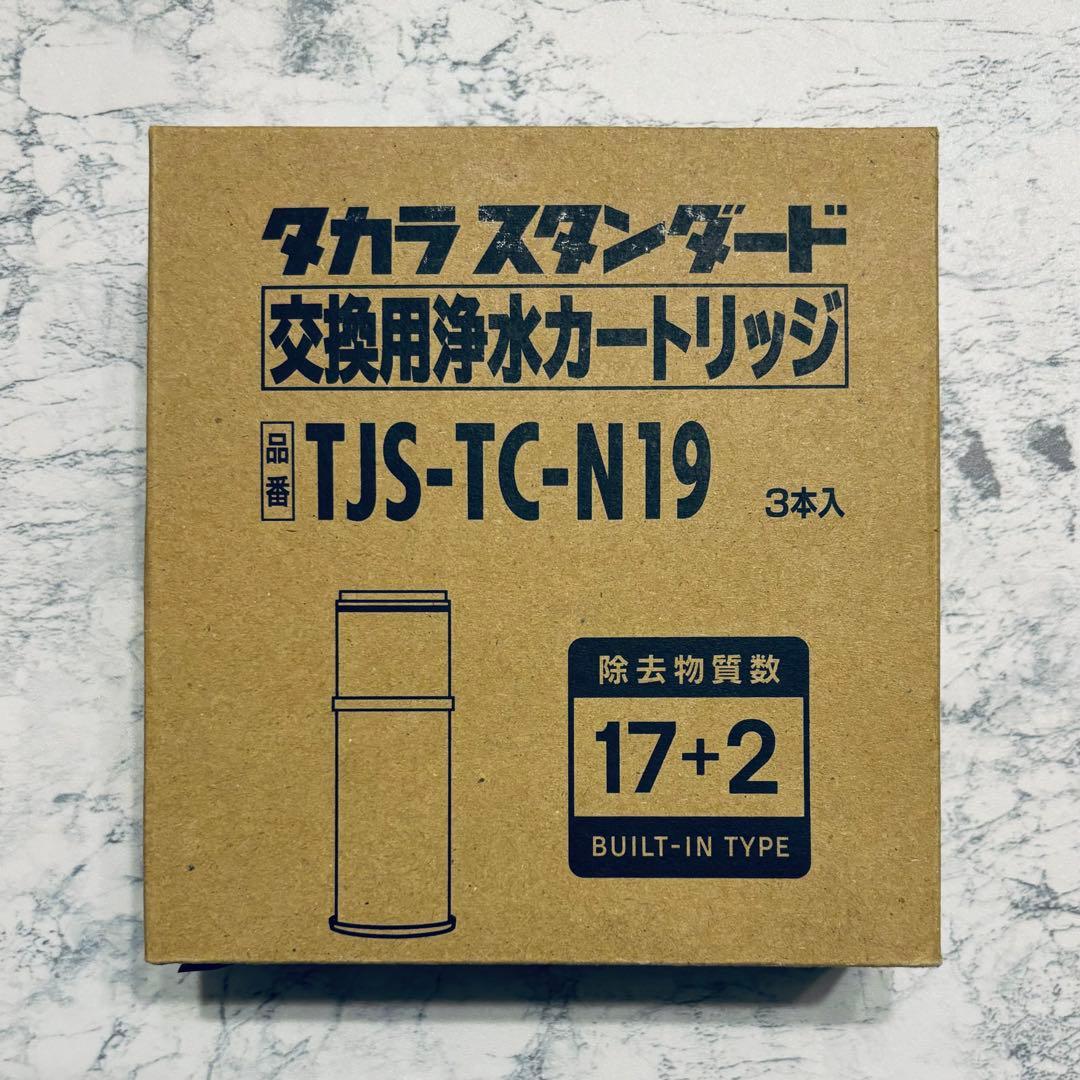 タカラスタンダード
交換用浄水カートリッジ
品番 TJS-TC-N19 3本入
除去物質数
17+2
BUILT-IN TYPE